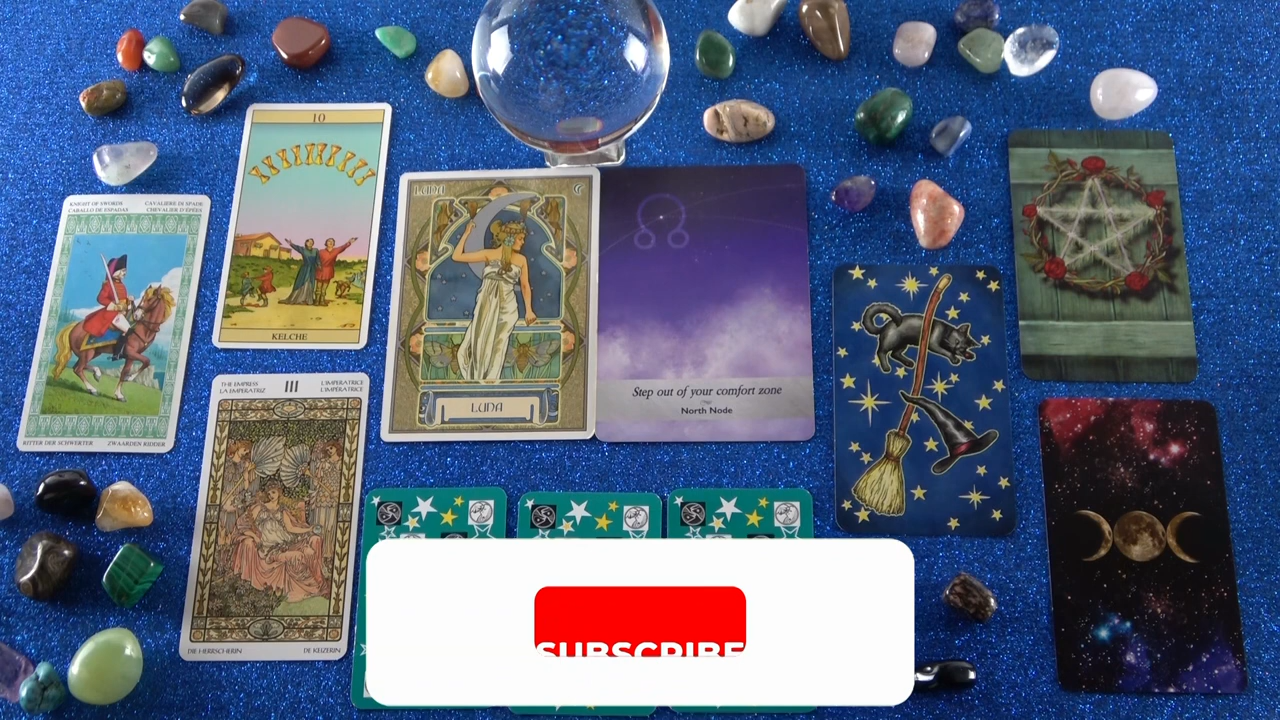 KNIGHT OF SWORDS
CABALLO DE ESPADAS
CAVALIERE DI SPADE
CHEVALIER D'ÉPÉES
RITTER DER SCHWERTER
ZWAARDEN RIDDER
10
KELCHE
THE EMPRESS
LA EMPERATRIZ
III
L'IMPERATRICE
L'IMPÉRATRICE
DIE HERRSCHERIN
DE KEIZERIN
LUNA
LUNA
Step out of your comfort zone
North Node
SUBSCRIBE